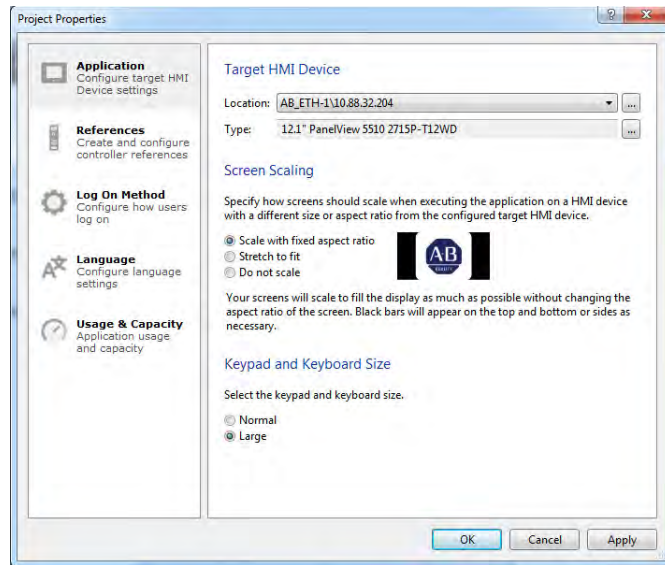 Project Properties
Application
Configure target HMI
Device settings
References
Create and configure
controller references
Log On Method
Configure how users
log on
Language
Configure language
settings
Usage & Capacity
Application usage
and capacity
Target HMI Device
Location: AB_ETH-1\10.88.32.204 ...
Type: 12.1" PanelView 5510 2715P-T12WD ...
Screen Scaling
Specify how screens should scale when executing the application on a HMI device
with a different size or aspect ratio from the configured target HMI device.
Scale with fixed aspect ratio
Stretch to fit
Do not scale
AB
Your screens will scale to fill the display as much as possible without changing the
aspect ratio of the screen. Black bars will appear on the top and bottom or sides as
necessary.
Keypad and Keyboard Size
Select the keypad and keyboard size.
Normal
Large
OK Cancel Apply